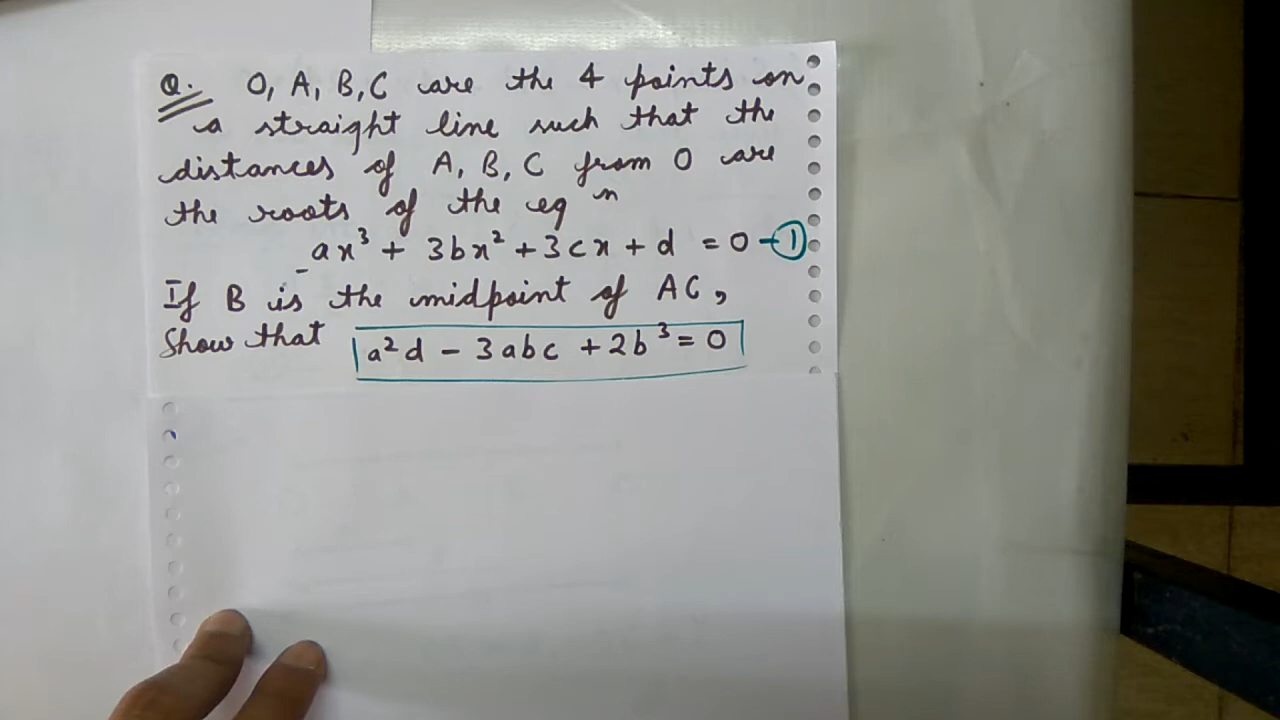 Q. O, A, B, C are the 4 points on
a straight line such that the
distances of A, B, C from O are
the roots of the eqⁿ
ax³ + 3bx² + 3cx + d = 0 - 1
If B is the midpoint of AC,
Show that a²d - 3abc + 2b³ = 0